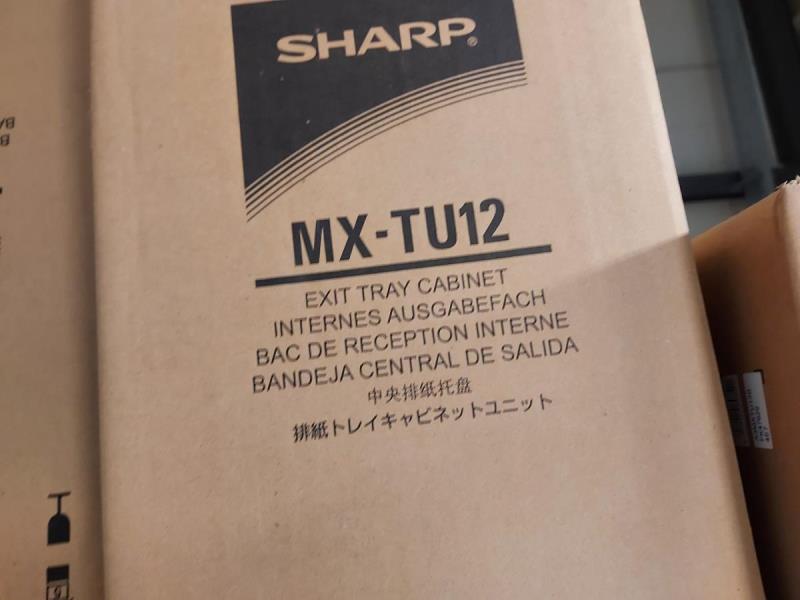 SHARP®
MX-TU12
EXIT TRAY CABINET
INTERNES AUSGABEFACH
BAC DE RECEPTION INTERNE
BANDEJA CENTRAL DE SALIDA
中央排纸托盘
排紙トレイキャビネットユニット